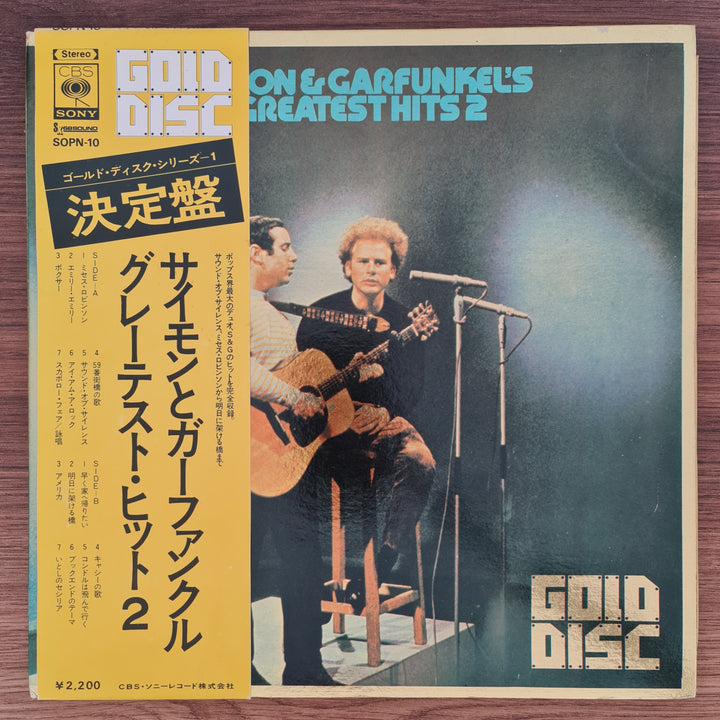 Stereo
CBS
SONY
SOPN-10
GOLD
DISC
ゴールド・ディスク・シリーズ―1
決定盤
ON & GARFUNKEL'S
GREATEST HITS 2
サイモンとガーファンクル
グレーテスト・ヒット2
ポップス界最大のデュオ、S&Gのヒットを完全収録。
サウンド・オブ・サイレンス、ミセス・ロビンソンから明日に架ける橋まで
SIDE-A
1 ミセス・ロビンソン
2 エミリー・エミリー
3 ボクサー
4 59番街橋の歌
5 サウンド・オブ・サイレンス
6 アイ・アム・ア・ロック
7 スカボロー・フェア/詠唱
SIDE-B
1 早く家へ帰りたい
2 明日に架ける橋
3 アメリカ
4 キャシーの歌
5 コンドルは飛んで行く
6 ブックエンドのテーマ
7 いとしのセシリア
¥2,200
CBS・ソニーレコード株式会社
GOLD
DISC